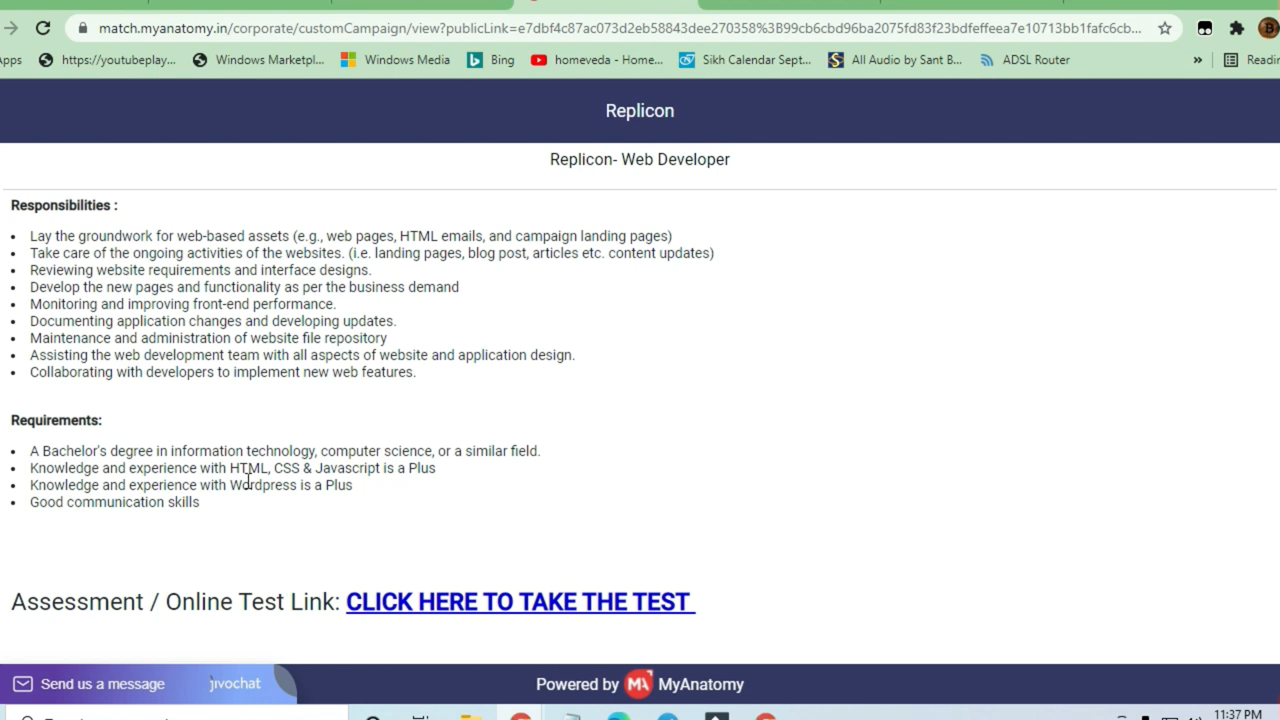 match.myanatomy.in/corporate/customCampaign/view?publicLink=e7dbf4c87ac073d2eb58843dee270358%3B99cb6cbd96ba2075fd83f23bdfeffeea7e10713bb1fafc6cb...
Apps https://youtubeplay... Windows Marketpl... Windows Media Bing homeveda - Home... Sikh Calendar Sept... All Audio by Sant B... ADSL Router »
Replicon
Replicon- Web Developer
Responsibilities :
• Lay the groundwork for web-based assets (e.g., web pages, HTML emails, and campaign landing pages)
• Take care of the ongoing activities of the websites. (i.e. landing pages, blog post, articles etc. content updates)
• Reviewing website requirements and interface designs.
• Develop the new pages and functionality as per the business demand
• Monitoring and improving front-end performance.
• Documenting application changes and developing updates.
• Maintenance and administration of website file repository
• Assisting the web development team with all aspects of website and application design.
• Collaborating with developers to implement new web features.
Requirements:
• A Bachelor's degree in information technology, computer science, or a similar field.
• Knowledge and experience with HTML, CSS & Javascript is a Plus
• Knowledge and experience with Wordpress is a Plus
• Good communication skills
Assessment / Online Test Link: CLICK HERE TO TAKE THE TEST
Send us a message jivochat Powered by MA MyAnatomy
11:37 PM